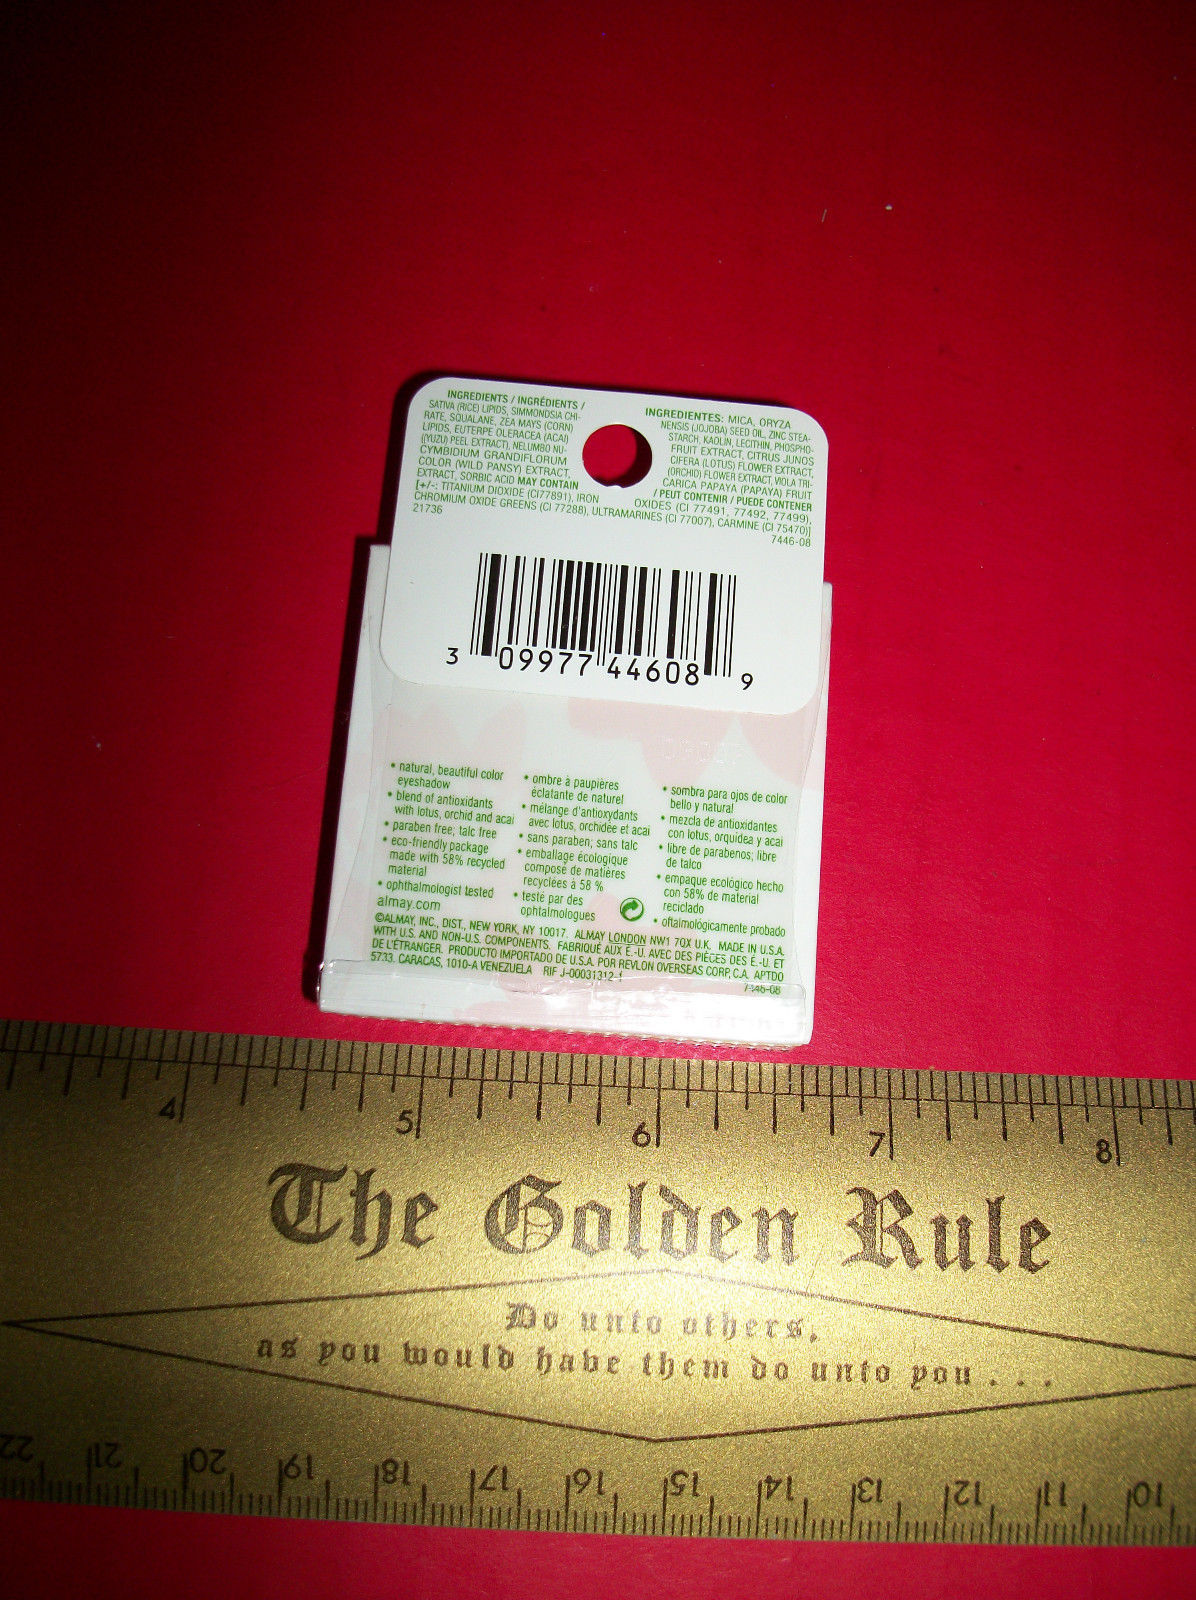 INGREDIENTS / INGRÉDIENTS / INGREDIENTES: MICA, ORYZA
SATIVA (RICE) LIPIDS, SIMMONDSIA CHI- NENSIS (JOJOBA) SEED OIL, ZINC STEA-
RATE, SQUALANE, ZEA MAYS (CORN) STARCH, KAOLIN, LECITHIN, PHOSPHO-
LIPIDS, EUTERPE OLERACEA (ACAI) FRUIT EXTRACT, CITRUS JUNOS
(YUZU) PEEL EXTRACT), NELUMBO NU- CIFERA (LOTUS) FLOWER EXTRACT,
CYMBIDIUM GRANDIFLORUM (ORCHID) FLOWER EXTRACT, VIOLA TRI-
COLOR (WILD PANSY) EXTRACT, CARICA PAPAYA (PAPAYA) FRUIT
EXTRACT, SORBIC ACID MAY CONTAIN / PEUT CONTENIR / PUEDE CONTENER
[+/-: TITANIUM DIOXIDE (CI77891), IRON OXIDES (CI 77491, 77492, 77499),
CHROMIUM OXIDE GREENS (CI 77288), ULTRAMARINES (CI 77007), CARMINE (CI 75470)]
21736 7446-08
3 09977 44608 9
• natural, beautiful color
eyeshadow
• blend of antioxidants
with lotus, orchid and acai
• paraben free; talc free
• eco-friendly package
made with 58% recycled
material
• ophthalmologist tested
almay.com
• ombre à paupières
éclatante de naturel
• mélange d'antioxydants
avec lotus, orchidée et acai
• sans paraben; sans talc
• emballage écologique
composé de matières
recyclées à 58 %
• testé par des
ophtalmologues
• sombra para ojos de color
bello y natural
• mezcla de antioxidantes
con lotus, orquidea y acai
• libre de parabenos; libre
de talco
• empaque ecológico hecho
con 58% de material
reciclado
• oftalmológicamente probado
©ALMAY, INC., DIST., NEW YORK, NY 10017. ALMAY LONDON NW1 7QX U.K. MADE IN U.S.A.
WITH U.S. AND NON-U.S. COMPONENTS. FABRIQUÉ AUX É.-U. AVEC DES PIÈCES DES É.-U. ET
DE L'ÉTRANGER. PRODUCTO IMPORTADO DE U.S.A. POR REVLON OVERSEAS CORP, C.A. APTDO
5733. CARACAS, 1010-A VENEZUELA RIF J-00031312-1
7446-08
4 5 6 7 8
The Golden Rule
Do unto others,
as you would have them do unto you . . .
22 21 20 19 18 17 16 15 14 13 12 11 10